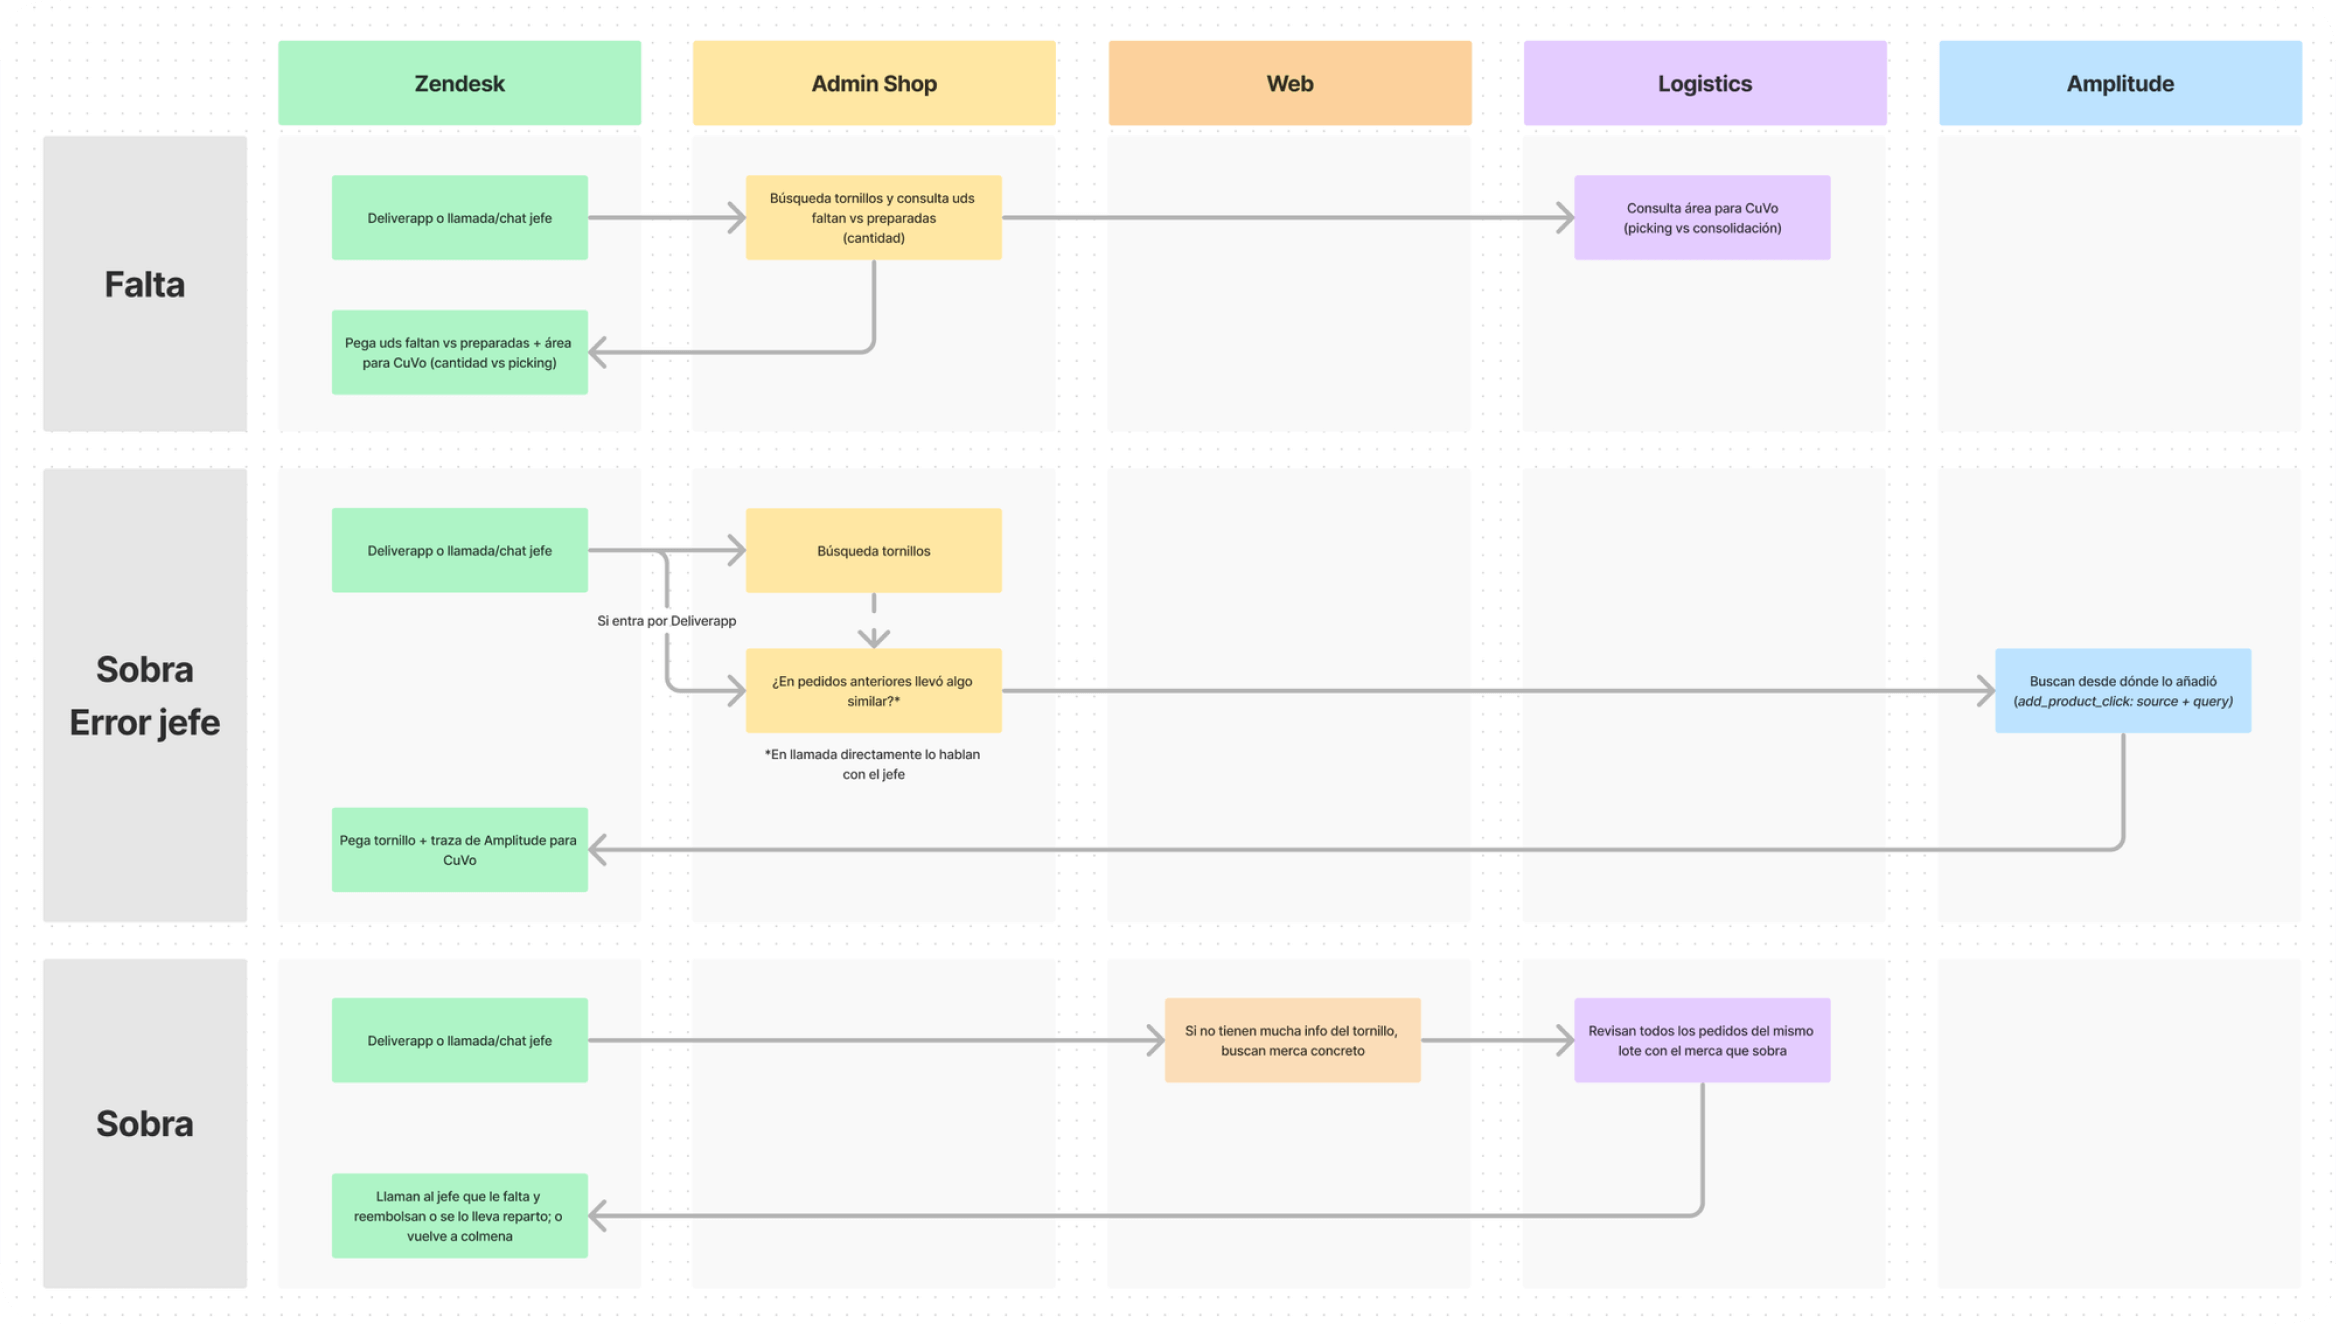 Zendesk
Admin Shop
Web
Logistics
Amplitude
Falta
Deliverapp o llamada/chat jefe
Búsqueda tornillos y consulta uds
faltan vs preparadas
(cantidad)
Consulta área para CuVo
(picking vs consolidación)
Pega uds faltan vs preparadas + área
para CuVo (cantidad vs picking)
Sobra
Error jefe
Deliverapp o llamada/chat jefe
Búsqueda tornillos
Si entra por Deliverapp
¿En pedidos anteriores llevó algo
similar?*
*En llamada directamente lo hablan
con el jefe
Buscan desde dónde lo añadió
(add_product_click: source + query)
Pega tornillo + traza de Amplitude para
CuVo
Sobra
Deliverapp o llamada/chat jefe
Si no tienen mucha info del tornillo,
buscan merca concreto
Revisan todos los pedidos del mismo
lote con el merca que sobra
Llaman al jefe que le falta y
reembolsan o se lo lleva reparto; o
vuelve a colmena